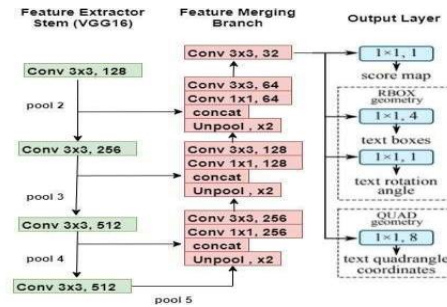 Feature Extractor
Stem (VGG16)
Conv 3x3, 128
pool 2
Conv 3x3, 256
pool 3
Conv 3x3, 512
pool 4
Conv 3x3, 512
pool 5
Feature Merging
Branch
Conv 3x3, 32
Conv 3x3, 64
Conv 1x1, 64
concat
Unpool , x2
Conv 3x3, 128
Conv 1x1, 128
concat
Unpool , x2
Conv 3x3, 256
Conv 1x1, 256
concat
Unpool , x2
Output Layer
1×1, 1
score map
RBOX
geometry
1×1, 4
text boxes
1×1, 1
text rotation
angle
QUAD
geometry
1×1, 8
text quadrangle
coordinates